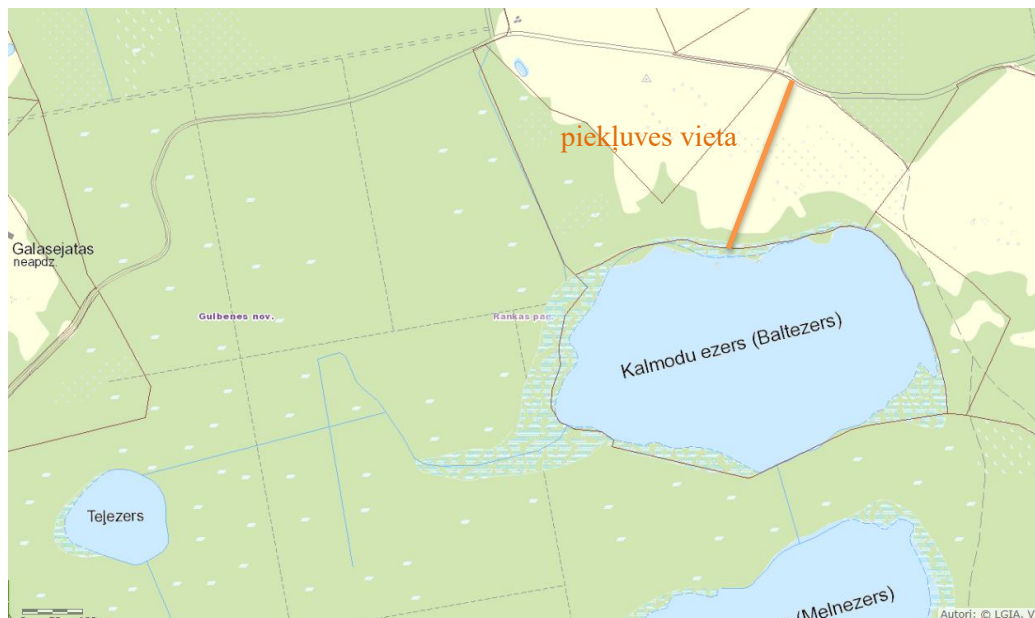 piekļuves vieta
Galasejatas
neapdz.
Gulbenes nov.
Rankas pag.
Kalmodu ezers (Baltezers)
Teļezers
(Melnezers)
Autori: © LGIA, V